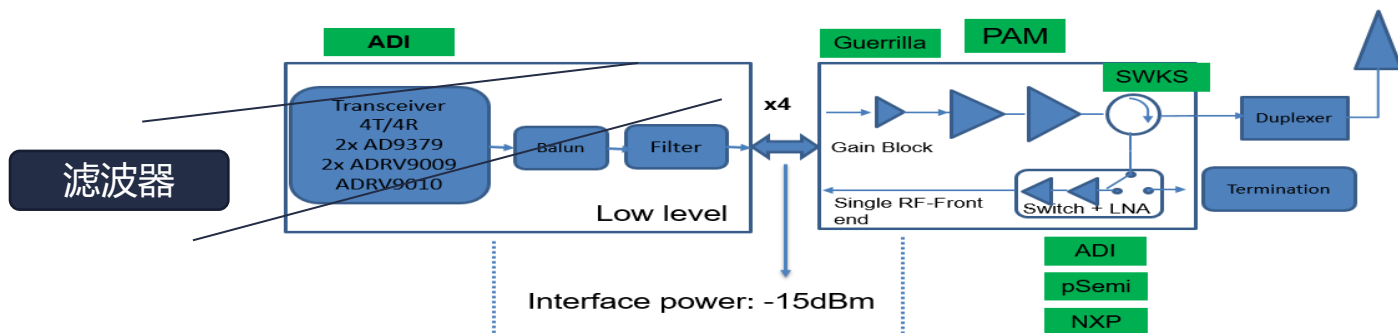 ADI
Guerrilla
PAM
SWKS
Transceiver
4T/4R
2x AD9379
2x ADRV9009
ADRV9010
Balun
Filter
x4
Gain Block
Duplexer
滤波器
Low level
Single RF-Front
end
Switch + LNA
Termination
Interface power: -15dBm
ADI
pSemi
NXP